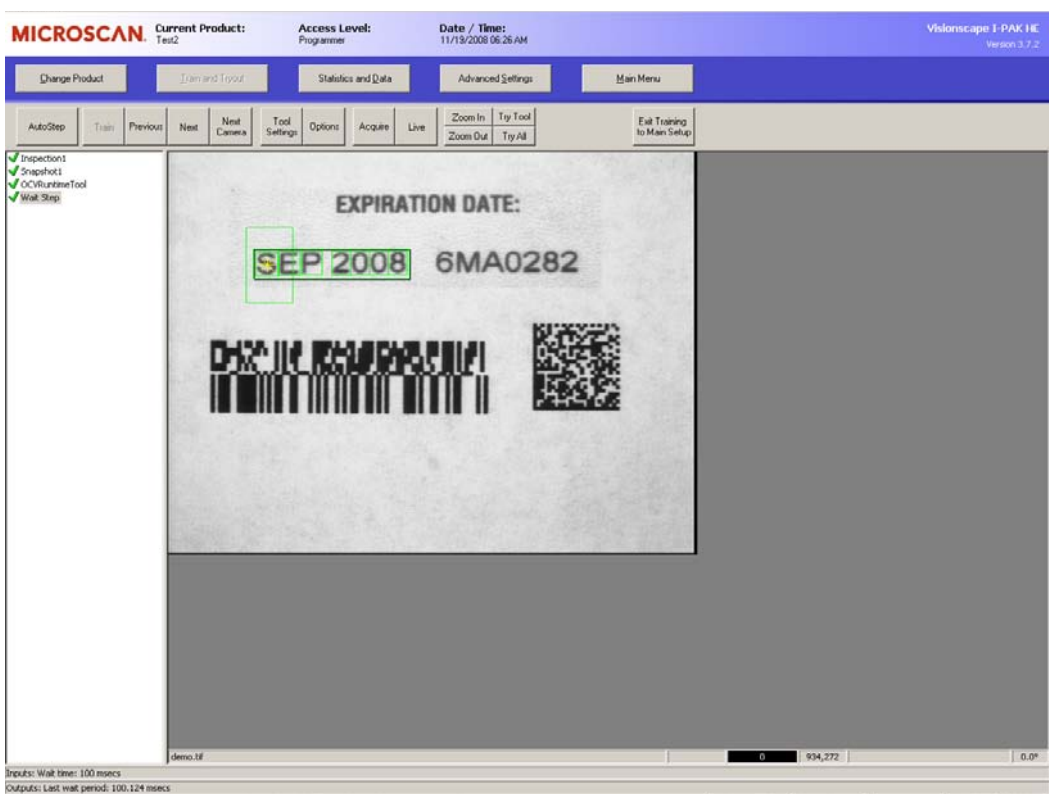 MICROSCAN.
Current Product:
Test2
Access Level:
Programmer
Date / Time:
11/19/2008 06:26 AM
Visionscape I-PAK HE
Version 3.7.2
Change Product
Train and Tryout
Statistics and Data
Advanced Settings
Main Menu
AutoStep
Train
Previous
Next
Next Camera
Tool Settings
Options
Acquire
Live
Zoom In
Try Tool
Zoom Out
Try All
Exit Training to Main Setup
Inspection1
Snapshot1
OCVRuntimeTool
Wait Step
EXPIRATION DATE:
SEP 2008 6MA0282
demo.tif
0
934,272
0.0°
Inputs: Wait time: 100 msecs
Outputs: Last wait period: 100.124 msecs